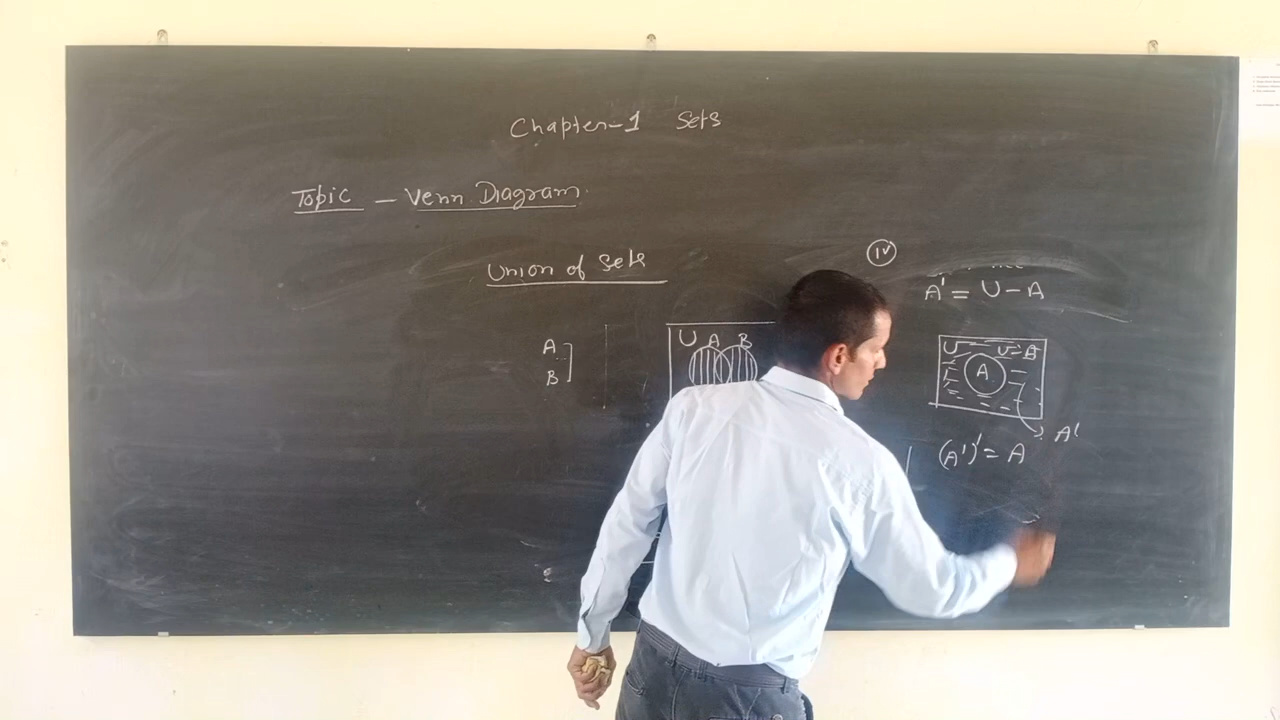 Chapter-1 Sets
Topic - Venn Diagram.
Union of Sets
A
B
U A B
iv
A' = U - A
U U-A
A
A'
(A')' = A